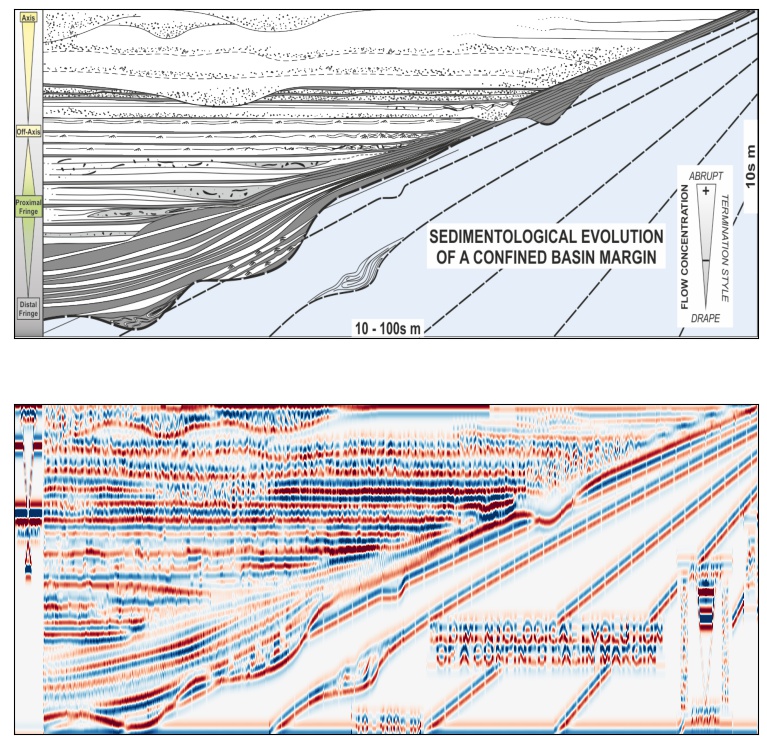 Axis
Off-Axis
Proximal
Fringe
Distal
Fringe
SEDIMENTOLOGICAL EVOLUTION
OF A CONFINED BASIN MARGIN
10 - 100s m
ABRUPT
+
-
FLOW CONCENTRATION
TERMINATION STYLE
DRAPE
10s m